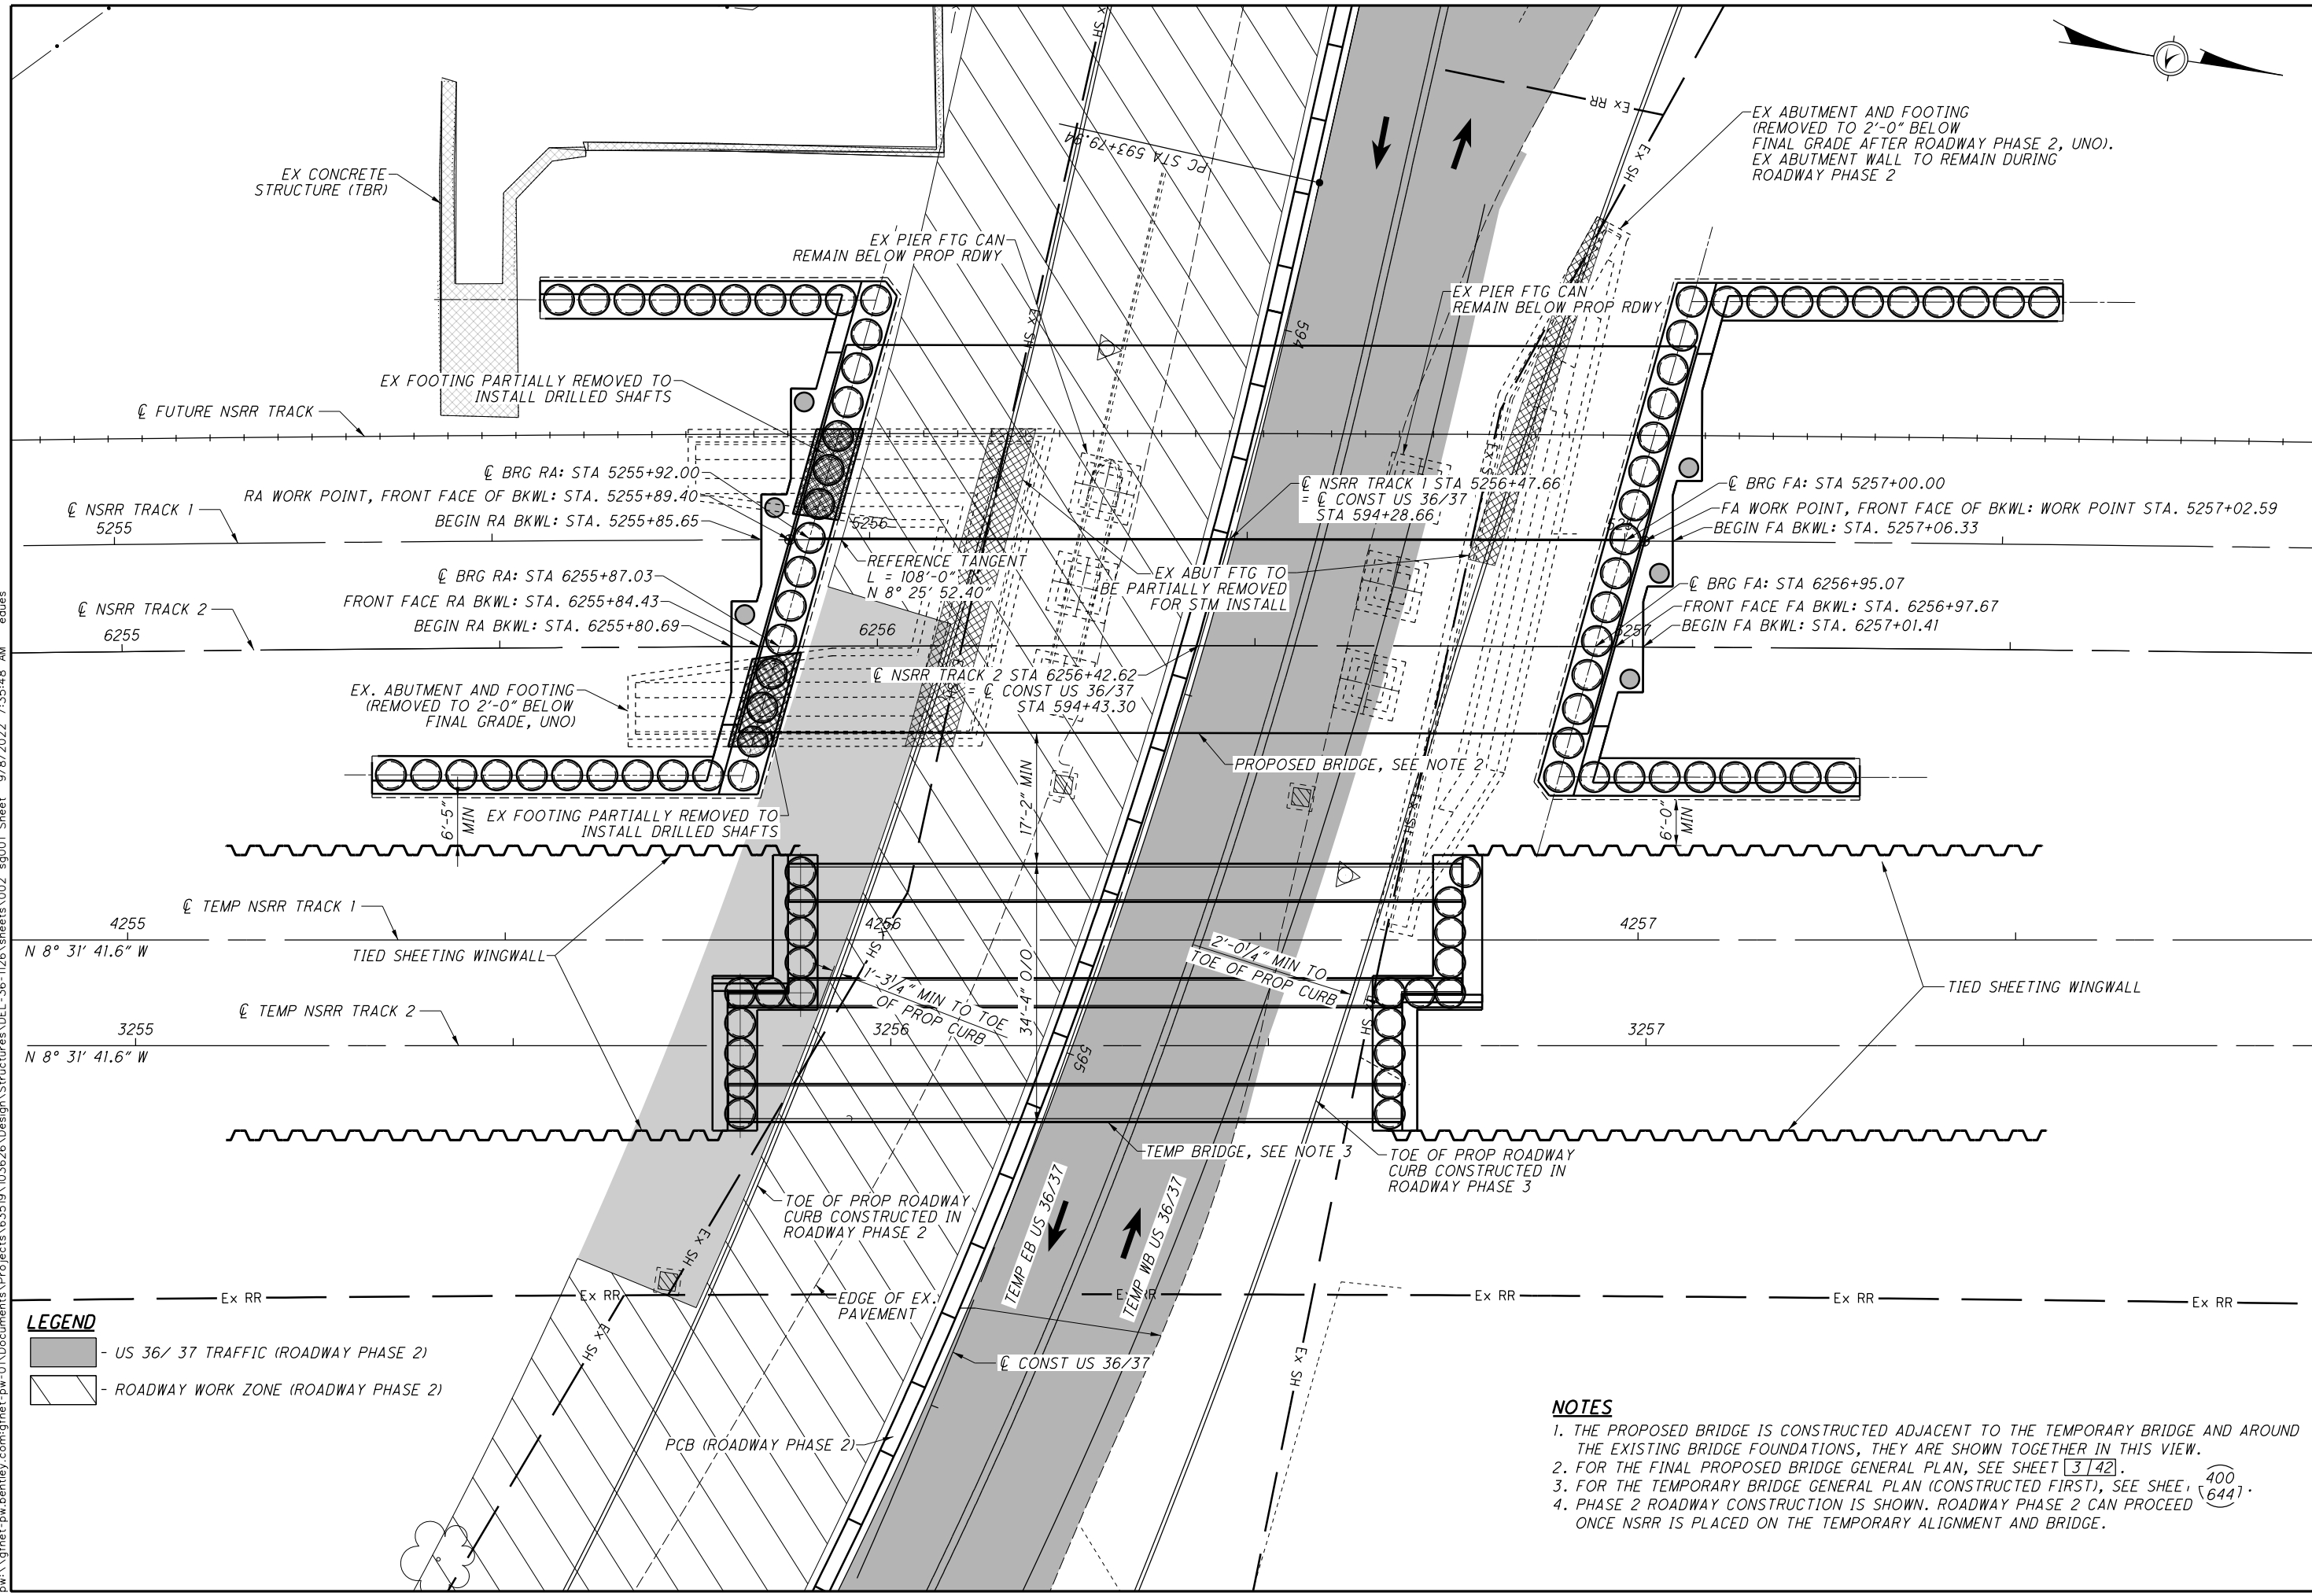 EX ABUTMENT AND FOOTING
(REMOVED TO 2'-0" BELOW
FINAL GRADE AFTER ROADWAY PHASE 2, UNO).
EX ABUTMENT WALL TO REMAIN DURING
ROADWAY PHASE 2
Ex SH
Ex RR
Ex SH
PC STA 593+79.94
EX CONCRETE
STRUCTURE (TBR)
EX PIER FTG CAN
REMAIN BELOW PROP RDWY
EX PIER FTG CAN
REMAIN BELOW PROP RDWY
Ex SH
594
EX FOOTING PARTIALLY REMOVED TO
INSTALL DRILLED SHAFTS
℄ FUTURE NSRR TRACK
Ex SH
℄ BRG RA: STA 5255+92.00
RA WORK POINT, FRONT FACE OF BKWL: STA. 5255+89.40
BEGIN RA BKWL: STA. 5255+85.65
℄ NSRR TRACK 1
5255
5256
℄ NSRR TRACK 1 STA 5256+47.66
= ℄ CONST US 36/37
STA 594+28.66
℄ BRG FA: STA 5257+00.00
FA WORK POINT, FRONT FACE OF BKWL: WORK POINT STA. 5257+02.59
BEGIN FA BKWL: STA. 5257+06.33
REFERENCE TANGENT
L = 108'-0"
N 8° 25' 52.40"
EX ABUT FTG TO
BE PARTIALLY REMOVED
FOR STM INSTALL
℄ BRG RA: STA 6255+87.03
FRONT FACE RA BKWL: STA. 6255+84.43
BEGIN RA BKWL: STA. 6255+80.69
℄ NSRR TRACK 2
6255
6256
6257
℄ BRG FA: STA 6256+95.07
FRONT FACE FA BKWL: STA. 6256+97.67
BEGIN FA BKWL: STA. 6257+01.41
℄ NSRR TRACK 2 STA 6256+42.62
= ℄ CONST US 36/37
STA 594+43.30
EX. ABUTMENT AND FOOTING
(REMOVED TO 2'-0" BELOW
FINAL GRADE, UNO)
PROPOSED BRIDGE, SEE NOTE 2
17'-2" MIN
EX FOOTING PARTIALLY REMOVED TO
INSTALL DRILLED SHAFTS
6'-5"
MIN
6'-0"
MIN
Ex SH
℄ TEMP NSRR TRACK 1
4255
4256
4257
N 8° 31' 41.6" W
TIED SHEETING WINGWALL
Ex SH
1'-3 1/4" MIN TO TOE
OF PROP CURB
34'-4" O/O
2'-0 1/4" MIN TO
TOE OF PROP CURB
TIED SHEETING WINGWALL
℄ TEMP NSRR TRACK 2
3255
3256
3257
N 8° 31' 41.6" W
595
TEMP BRIDGE, SEE NOTE 3
TOE OF PROP ROADWAY
CURB CONSTRUCTED IN
ROADWAY PHASE 3
TOE OF PROP ROADWAY
CURB CONSTRUCTED IN
ROADWAY PHASE 2
TEMP EB US 36/37
TEMP WB US 36/37
Ex SH
EDGE OF EX.
PAVEMENT
Ex RR
Ex RR
Ex RR
Ex RR
Ex RR
Ex SH
Ex SH
℄ CONST US 36/37
PCB (ROADWAY PHASE 2)
LEGEND
- US 36/ 37 TRAFFIC (ROADWAY PHASE 2)
- ROADWAY WORK ZONE (ROADWAY PHASE 2)
NOTES
1. THE PROPOSED BRIDGE IS CONSTRUCTED ADJACENT TO THE TEMPORARY BRIDGE AND AROUND
THE EXISTING BRIDGE FOUNDATIONS, THEY ARE SHOWN TOGETHER IN THIS VIEW.
2. FOR THE FINAL PROPOSED BRIDGE GENERAL PLAN, SEE SHEET 3 / 42.
3. FOR THE TEMPORARY BRIDGE GENERAL PLAN (CONSTRUCTED FIRST), SEE SHEE 400 644.
4. PHASE 2 ROADWAY CONSTRUCTION IS SHOWN. ROADWAY PHASE 2 CAN PROCEED
ONCE NSRR IS PLACED ON THE TEMPORARY ALIGNMENT AND BRIDGE.